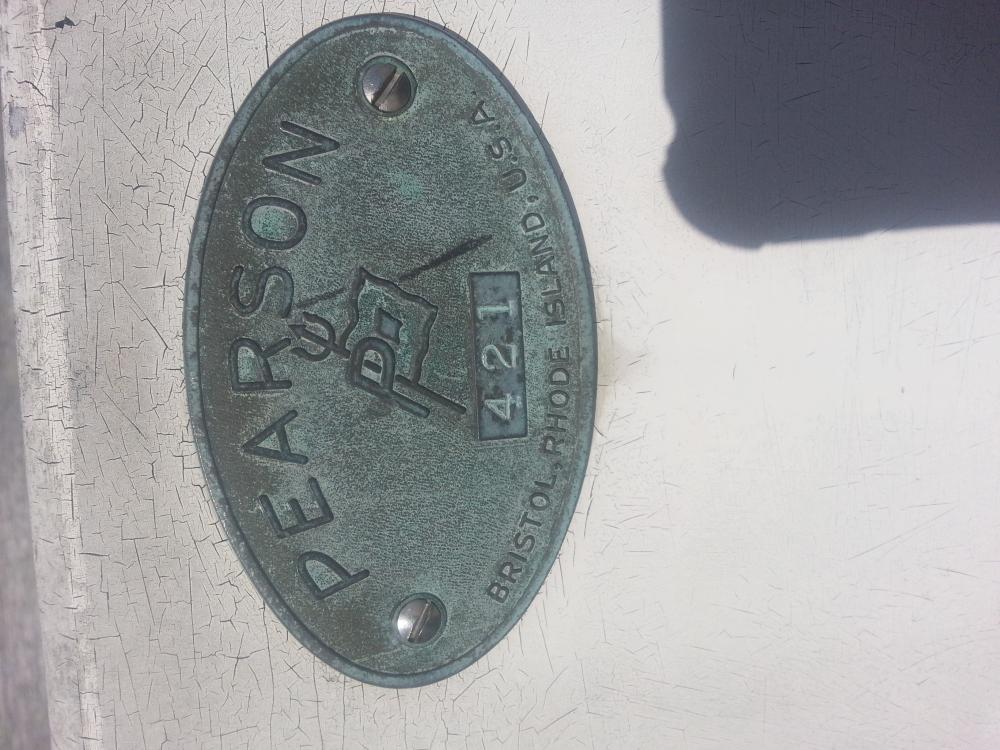 PEARSON
P
421
BRISTOL, RHODE ISLAND, U.S.A.